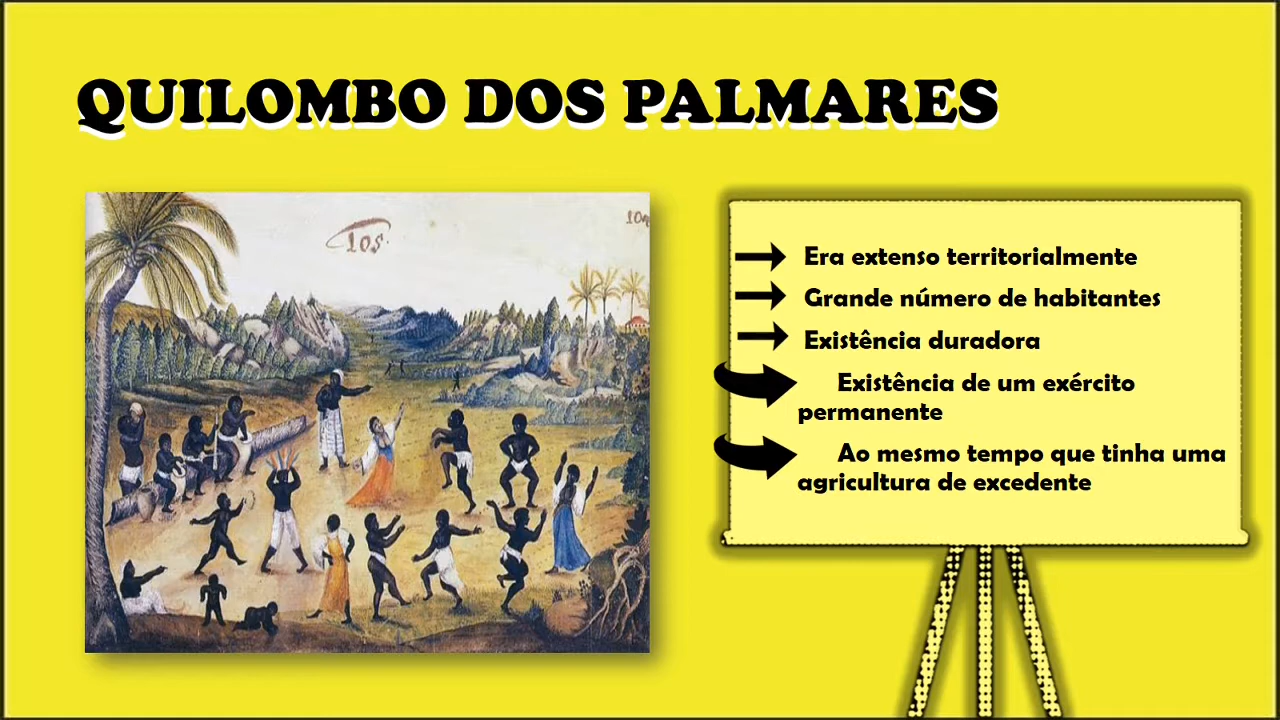 QUILOMBO DOS PALMARES
Tos.
Era extenso territorialmente
Grande número de habitantes
Existência duradora
Existência de um exército
permanente
Ao mesmo tempo que tinha uma
agricultura de excedente